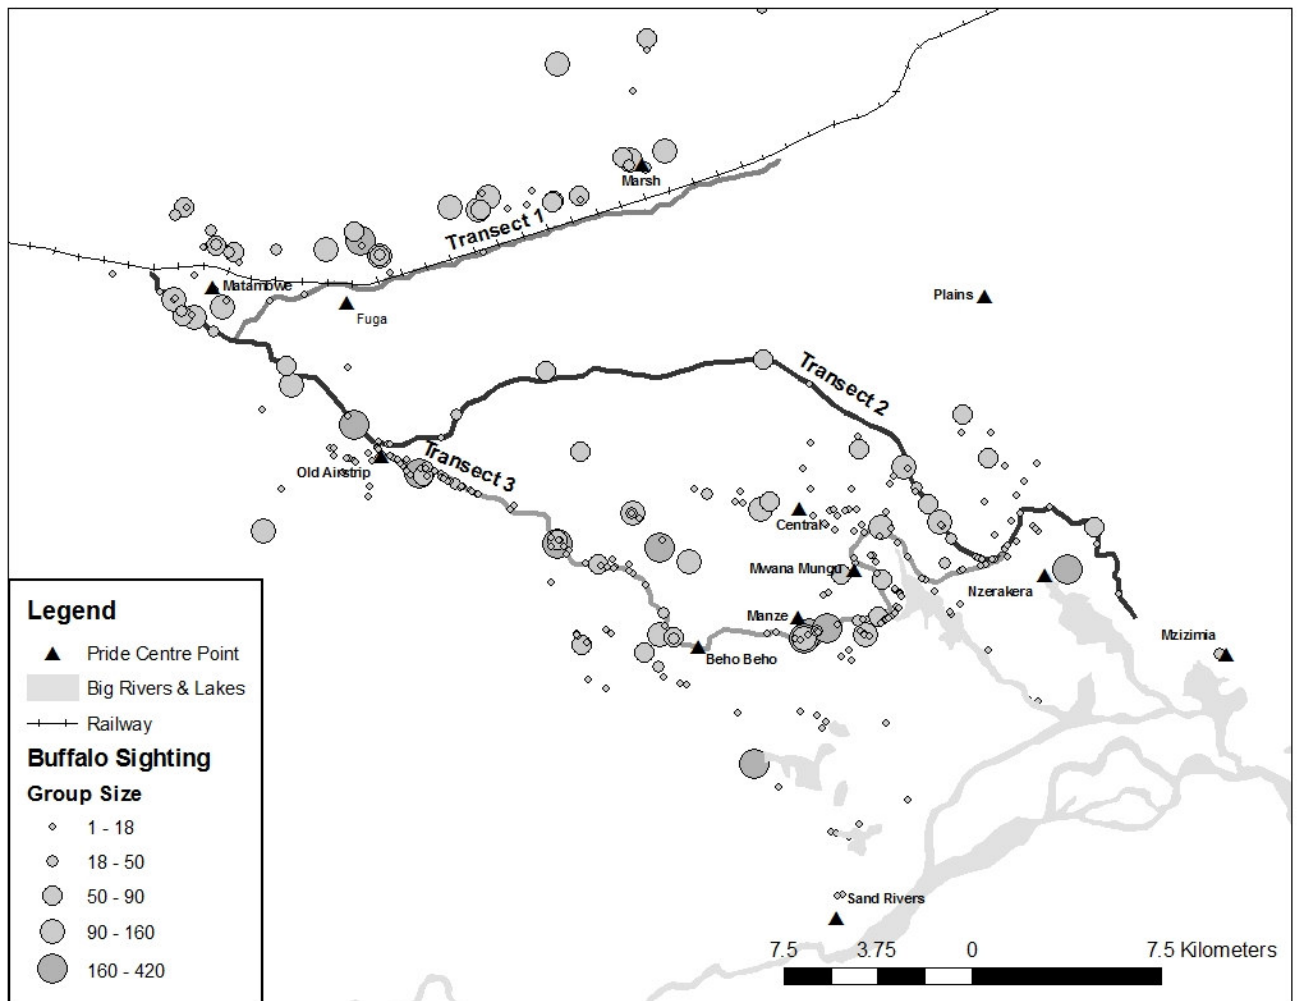 Marsh
Transect 1
Matambwe
Fuga
Plains
Transect 2
Old Airstrip
Transect 3
Central
Mwana Mungu
Nzerakera
Manze
Beho Beho
Mzizimia
Sand Rivers
Legend
Pride Centre Point
Big Rivers & Lakes
Railway
Buffalo Sighting
Group Size
1 - 18
18 - 50
50 - 90
90 - 160
160 - 420
7.5 3.75 0 7.5 Kilometers